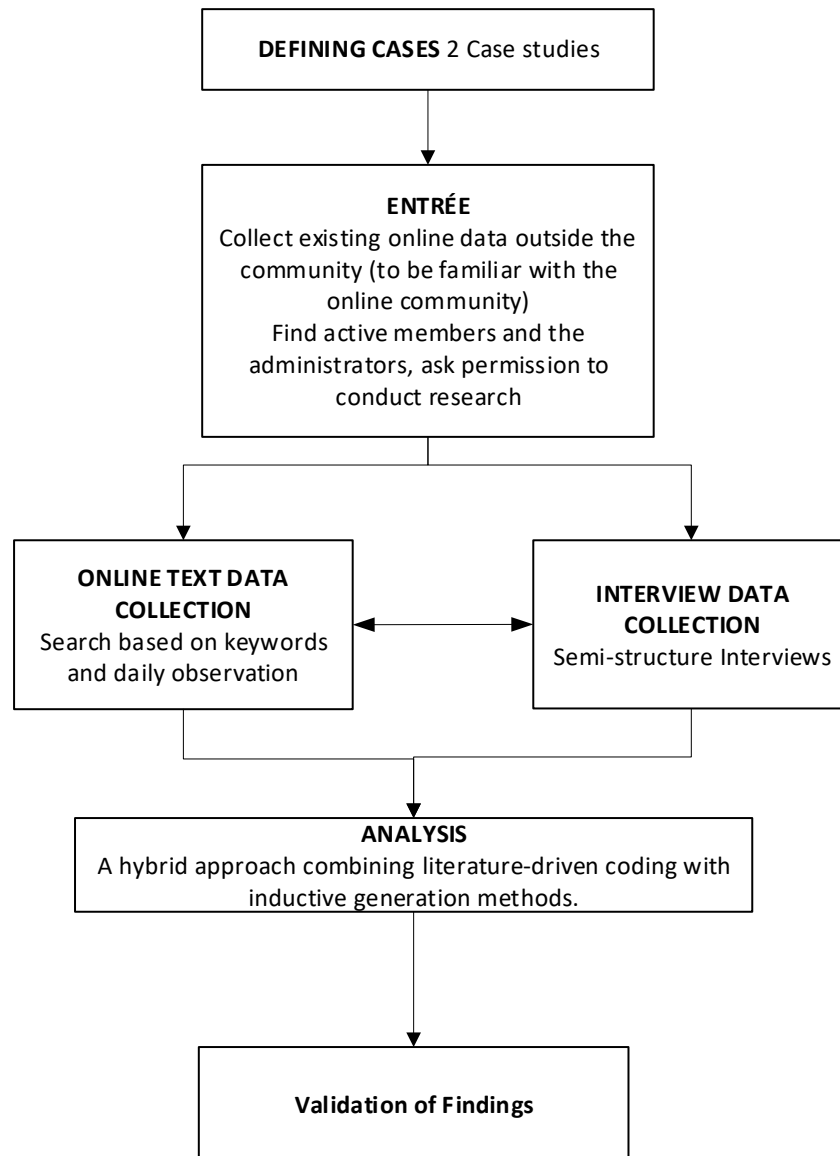 DEFINING CASES 2 Case studies
ENTRÉE
Collect existing online data outside the
community (to be familiar with the
online community)
Find active members and the
administrators, ask permission to
conduct research
ONLINE TEXT DATA
COLLECTION
Search based on keywords
and daily observation
INTERVIEW DATA
COLLECTION
Semi-structure Interviews
ANALYSIS
A hybrid approach combining literature-driven coding with
inductive generation methods.
Validation of Findings